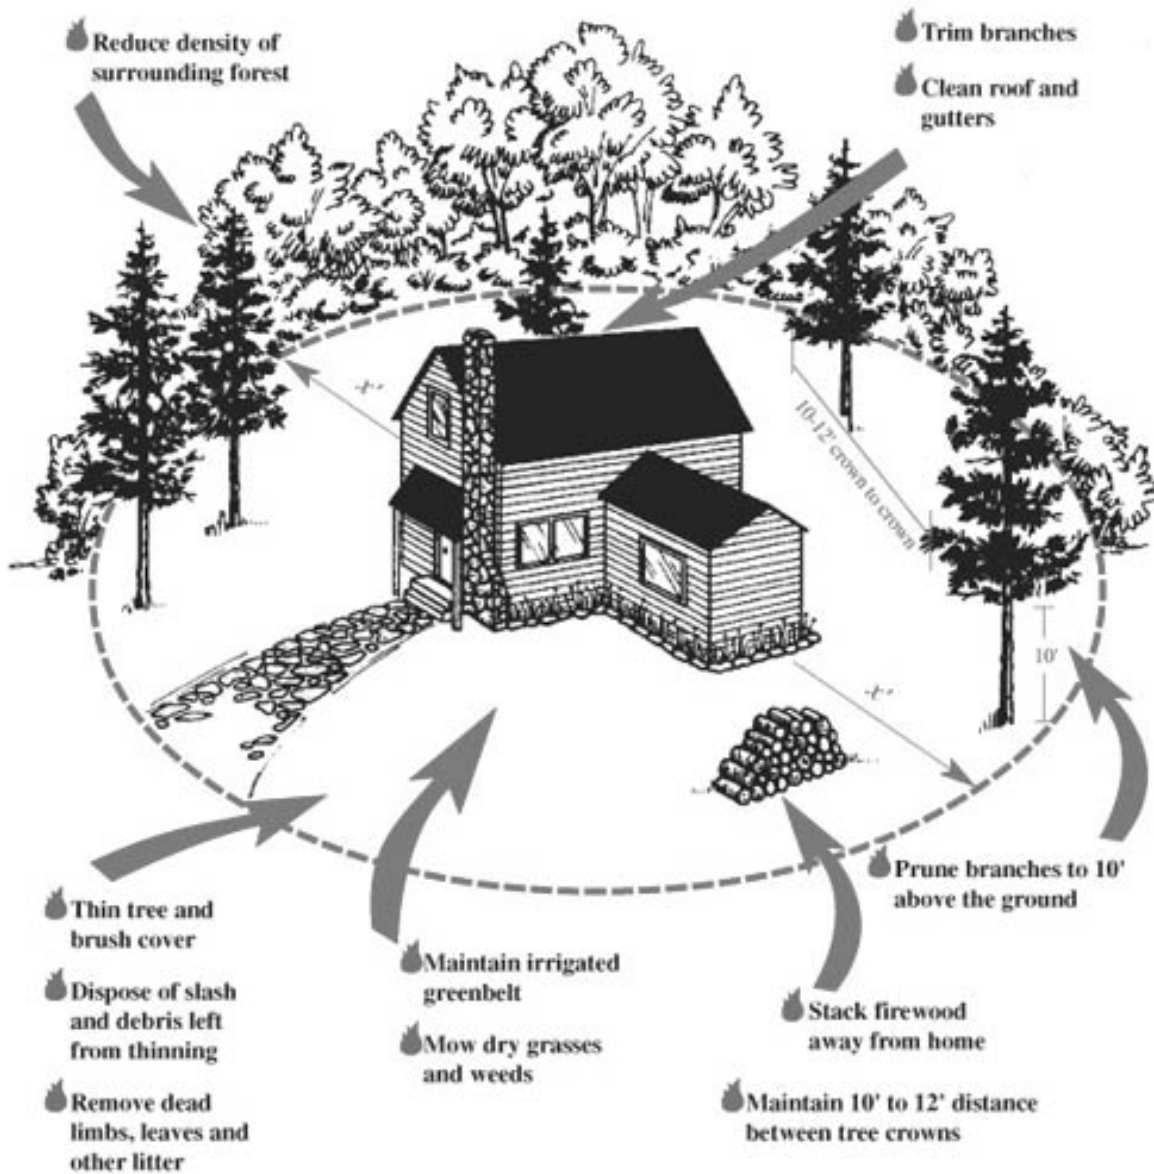 Reduce density of
surrounding forest
Trim branches
Clean roof and
gutters
10-12' crown to crown
10'
Prune branches to 10'
above the ground
Thin tree and
brush cover
Dispose of slash
and debris left
from thinning
Remove dead
limbs, leaves and
other litter
Maintain irrigated
greenbelt
Mow dry grasses
and weeds
Stack firewood
away from home
Maintain 10' to 12' distance
between tree crowns